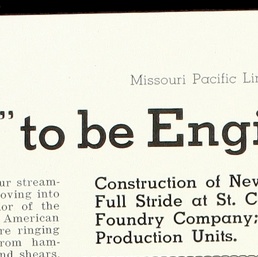 Missouri Pacific Lin
" to be Engi
ur stream-
oving into
or of the
American
re ringing
rom ham-
nd shears,
Construction of New
Full Stride at St. C
Foundry Company;
Production Units.